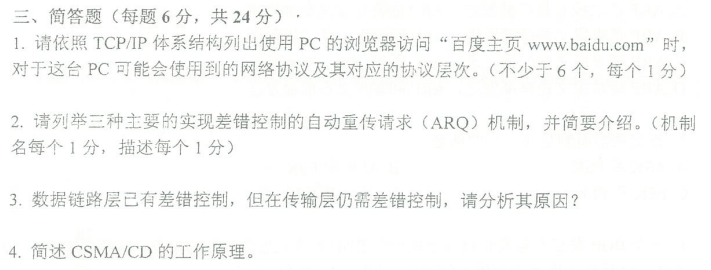 三、简答题（每题 6 分，共 24 分）·
1. 请依照 TCP/IP 体系结构列出使用 PC 的浏览器访问“百度主页 www.baidu.com”时，
对于这台 PC 可能会使用到的网络协议及其对应的协议层次。（不少于 6 个，每个 1 分）
2. 请列举三种主要的实现差错控制的自动重传请求（ARQ）机制，并简要介绍。（机制
名每个 1 分，描述每个 1 分）
3. 数据链路层已有差错控制，但在传输层仍需差错控制，请分析其原因？
4. 简述 CSMA/CD 的工作原理。